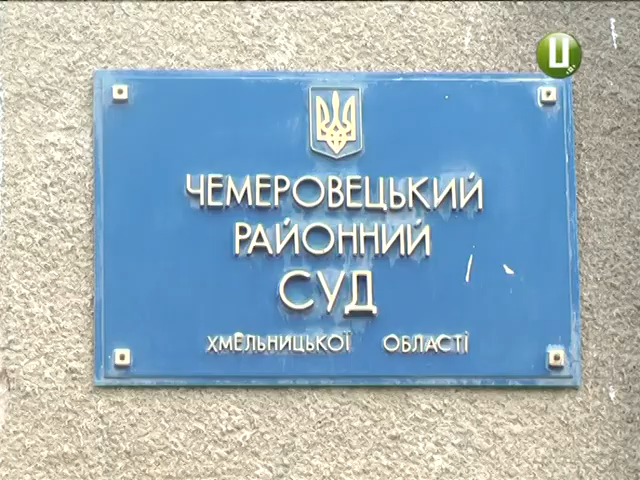 Ц
ЧЕМЕРОВЕЦЬКИЙ
РАЙОННИЙ
СУД
ХМЕЛЬНИЦЬКОЇ ОБЛАСТІ